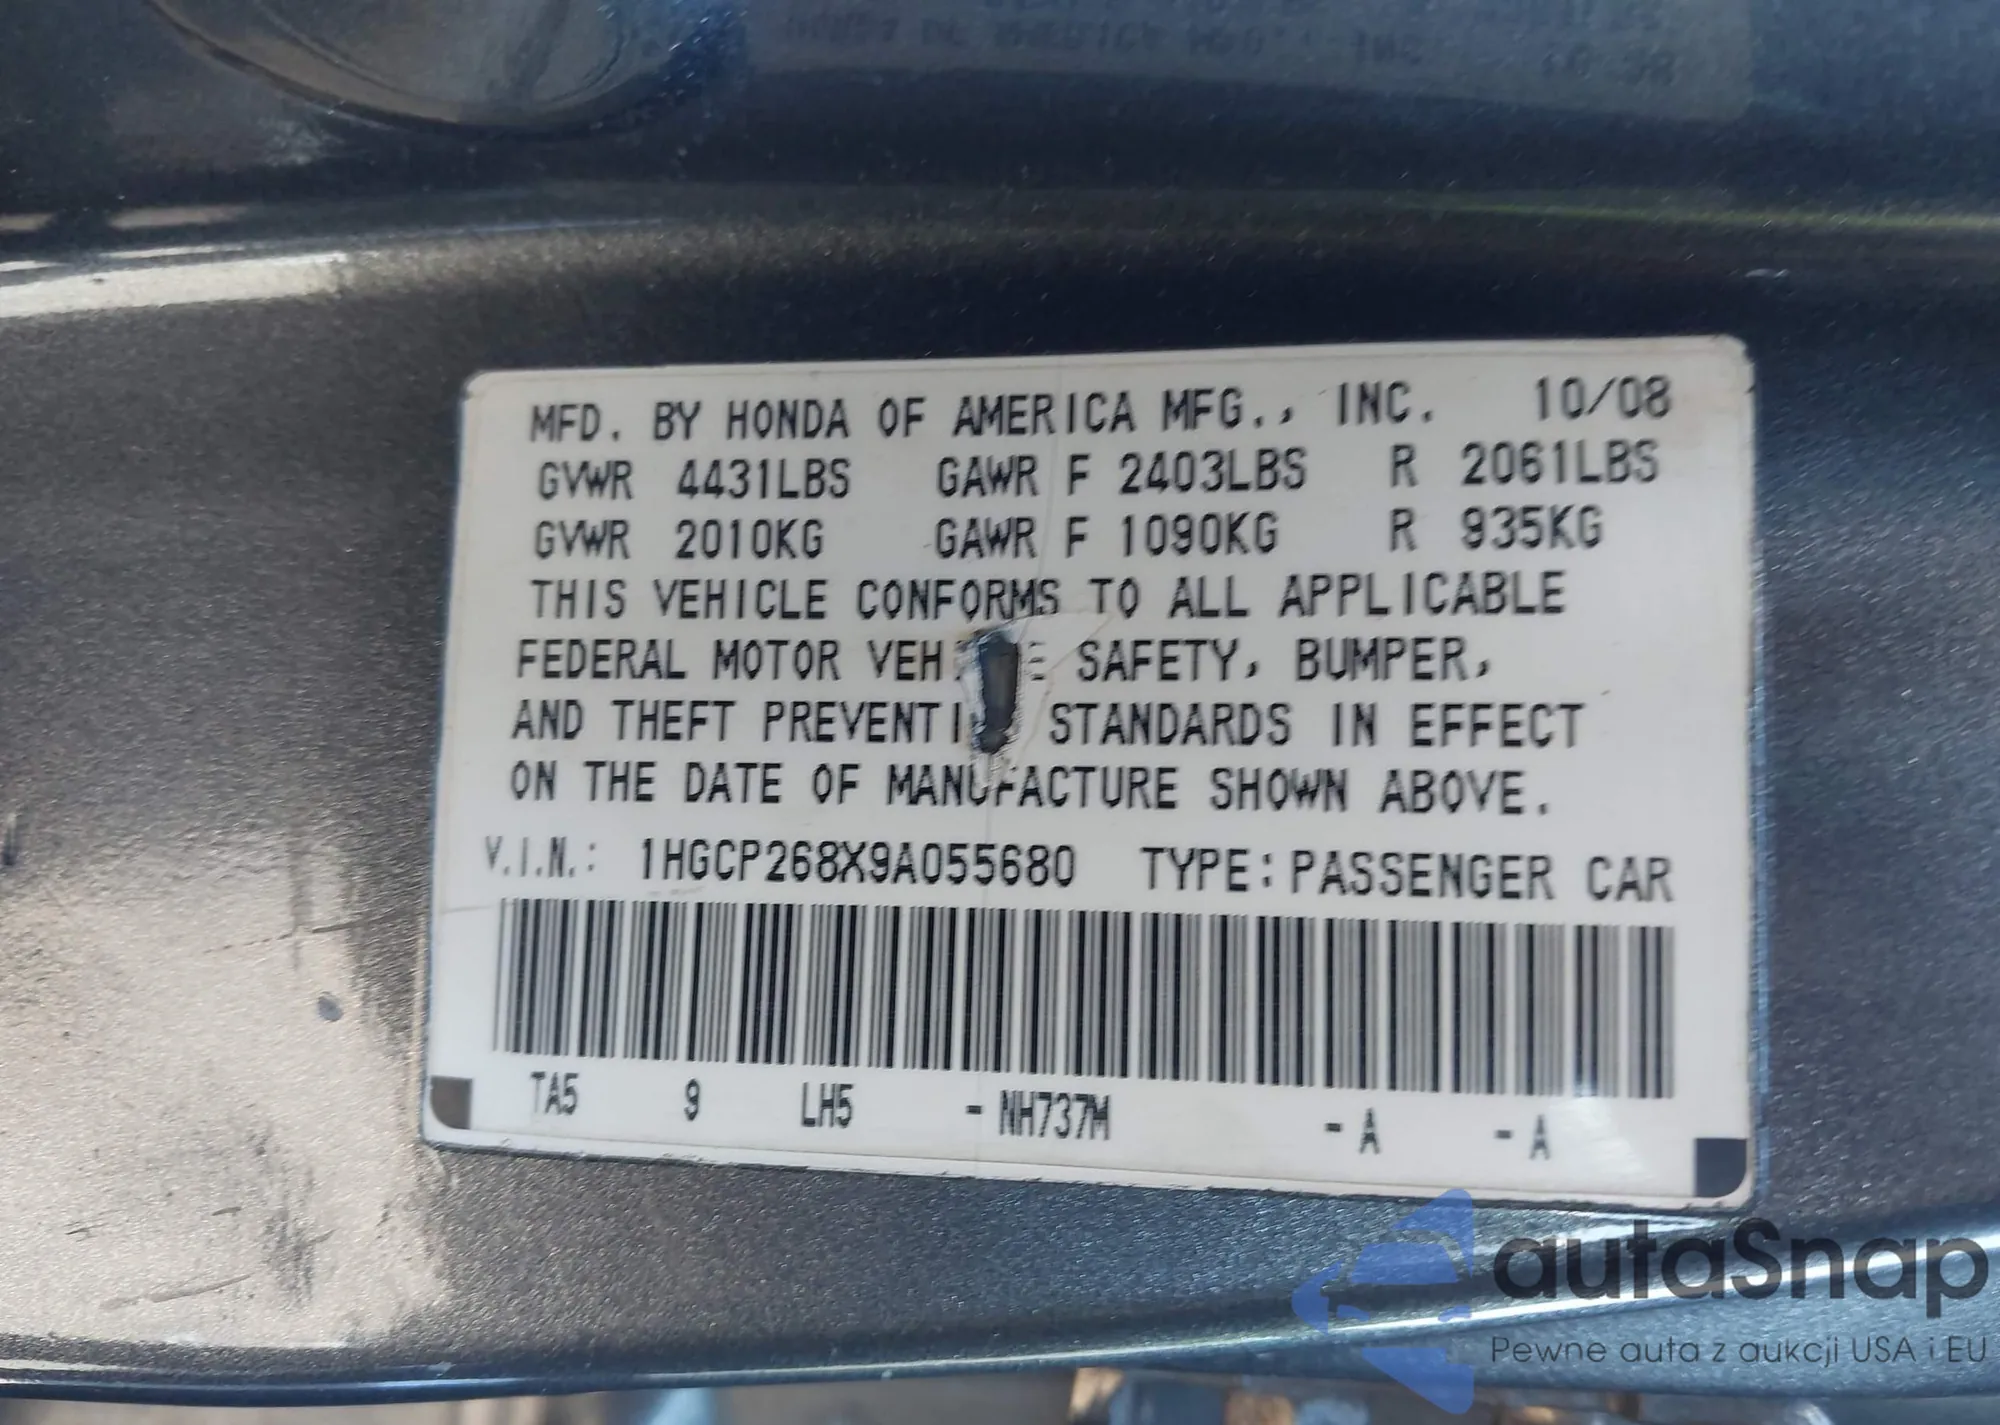 MFD. BY HONDA OF AMERICA MFG., INC. 10/08
GVWR 4431LBS GAWR F 2403LBS R 2061LBS
GVWR 2010KG GAWR F 1090KG R 935KG
THIS VEHICLE CONFORMS TO ALL APPLICABLE
FEDERAL MOTOR SAFETY, BUMPER,
AND THEFT STANDARDS IN EFFECT
ON THE DATE OF MANUFACTURE SHOWN ABOVE.
V.I.N.: 1HGCP268X9A055680 TYPE: PASSENGER CAR
TA5 9 LH5 - NH737M - A - A
autaSnap
Pewne auta z aukcji USA i EU